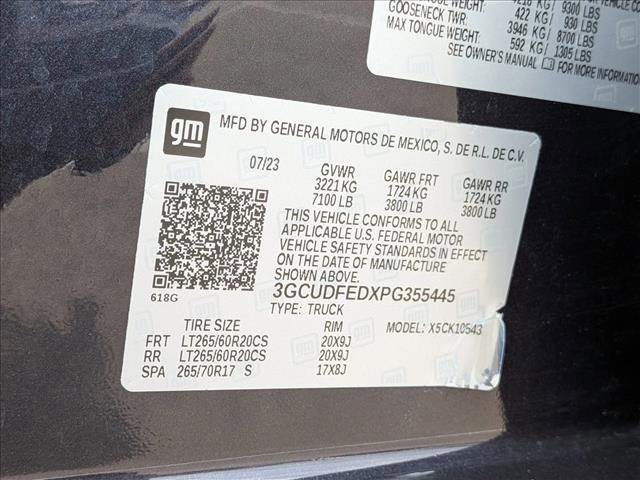 9300 LBS
GOOSENECK TWR: 422 KG/ 930 LBS
3946 KG/ 8700 LBS
MAX TONGUE WEIGHT: 592 KG/ 1305 LBS
SEE OWNER'S MANUAL FOR MORE INFORMATION
gm
MFD BY GENERAL MOTORS DE MEXICO, S. DE R.L. DE C.V.
07/23 GVWR GAWR FRT GAWR RR
3221 KG 1724 KG 1724 KG
7100 LB 3800 LB 3800 LB
THIS VEHICLE CONFORMS TO ALL
APPLICABLE U.S. FEDERAL MOTOR
VEHICLE SAFETY STANDARDS IN EFFECT
ON THE DATE OF MANUFACTURE
SHOWN ABOVE.
618G
3GCUDFEDXPG355445
TYPE: TRUCK MODEL: X5CK10543
TIRE SIZE RIM
FRT LT265/60R20CS 20X9J
RR LT265/60R20CS 20X9J
SPA 265/70R17 S 17X8J